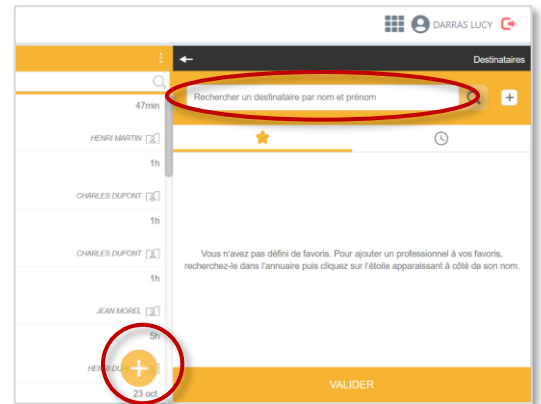 DARRAS LUCY
Destinataires
Rechercher un destinataire par nom et prénom
47min
HENRI MARTIN
1h
CHARLES DUPONT
1h
CHARLES DUPONT
1h
JEAN MOREL
5h
HENRI
23 oct.
Vous n'avez pas défini de favoris. Pour ajouter un professionnel à vos favoris,
recherchez-le dans l'annuaire puis cliquez sur l'étoile apparaissant à côté de son nom.
VALIDER